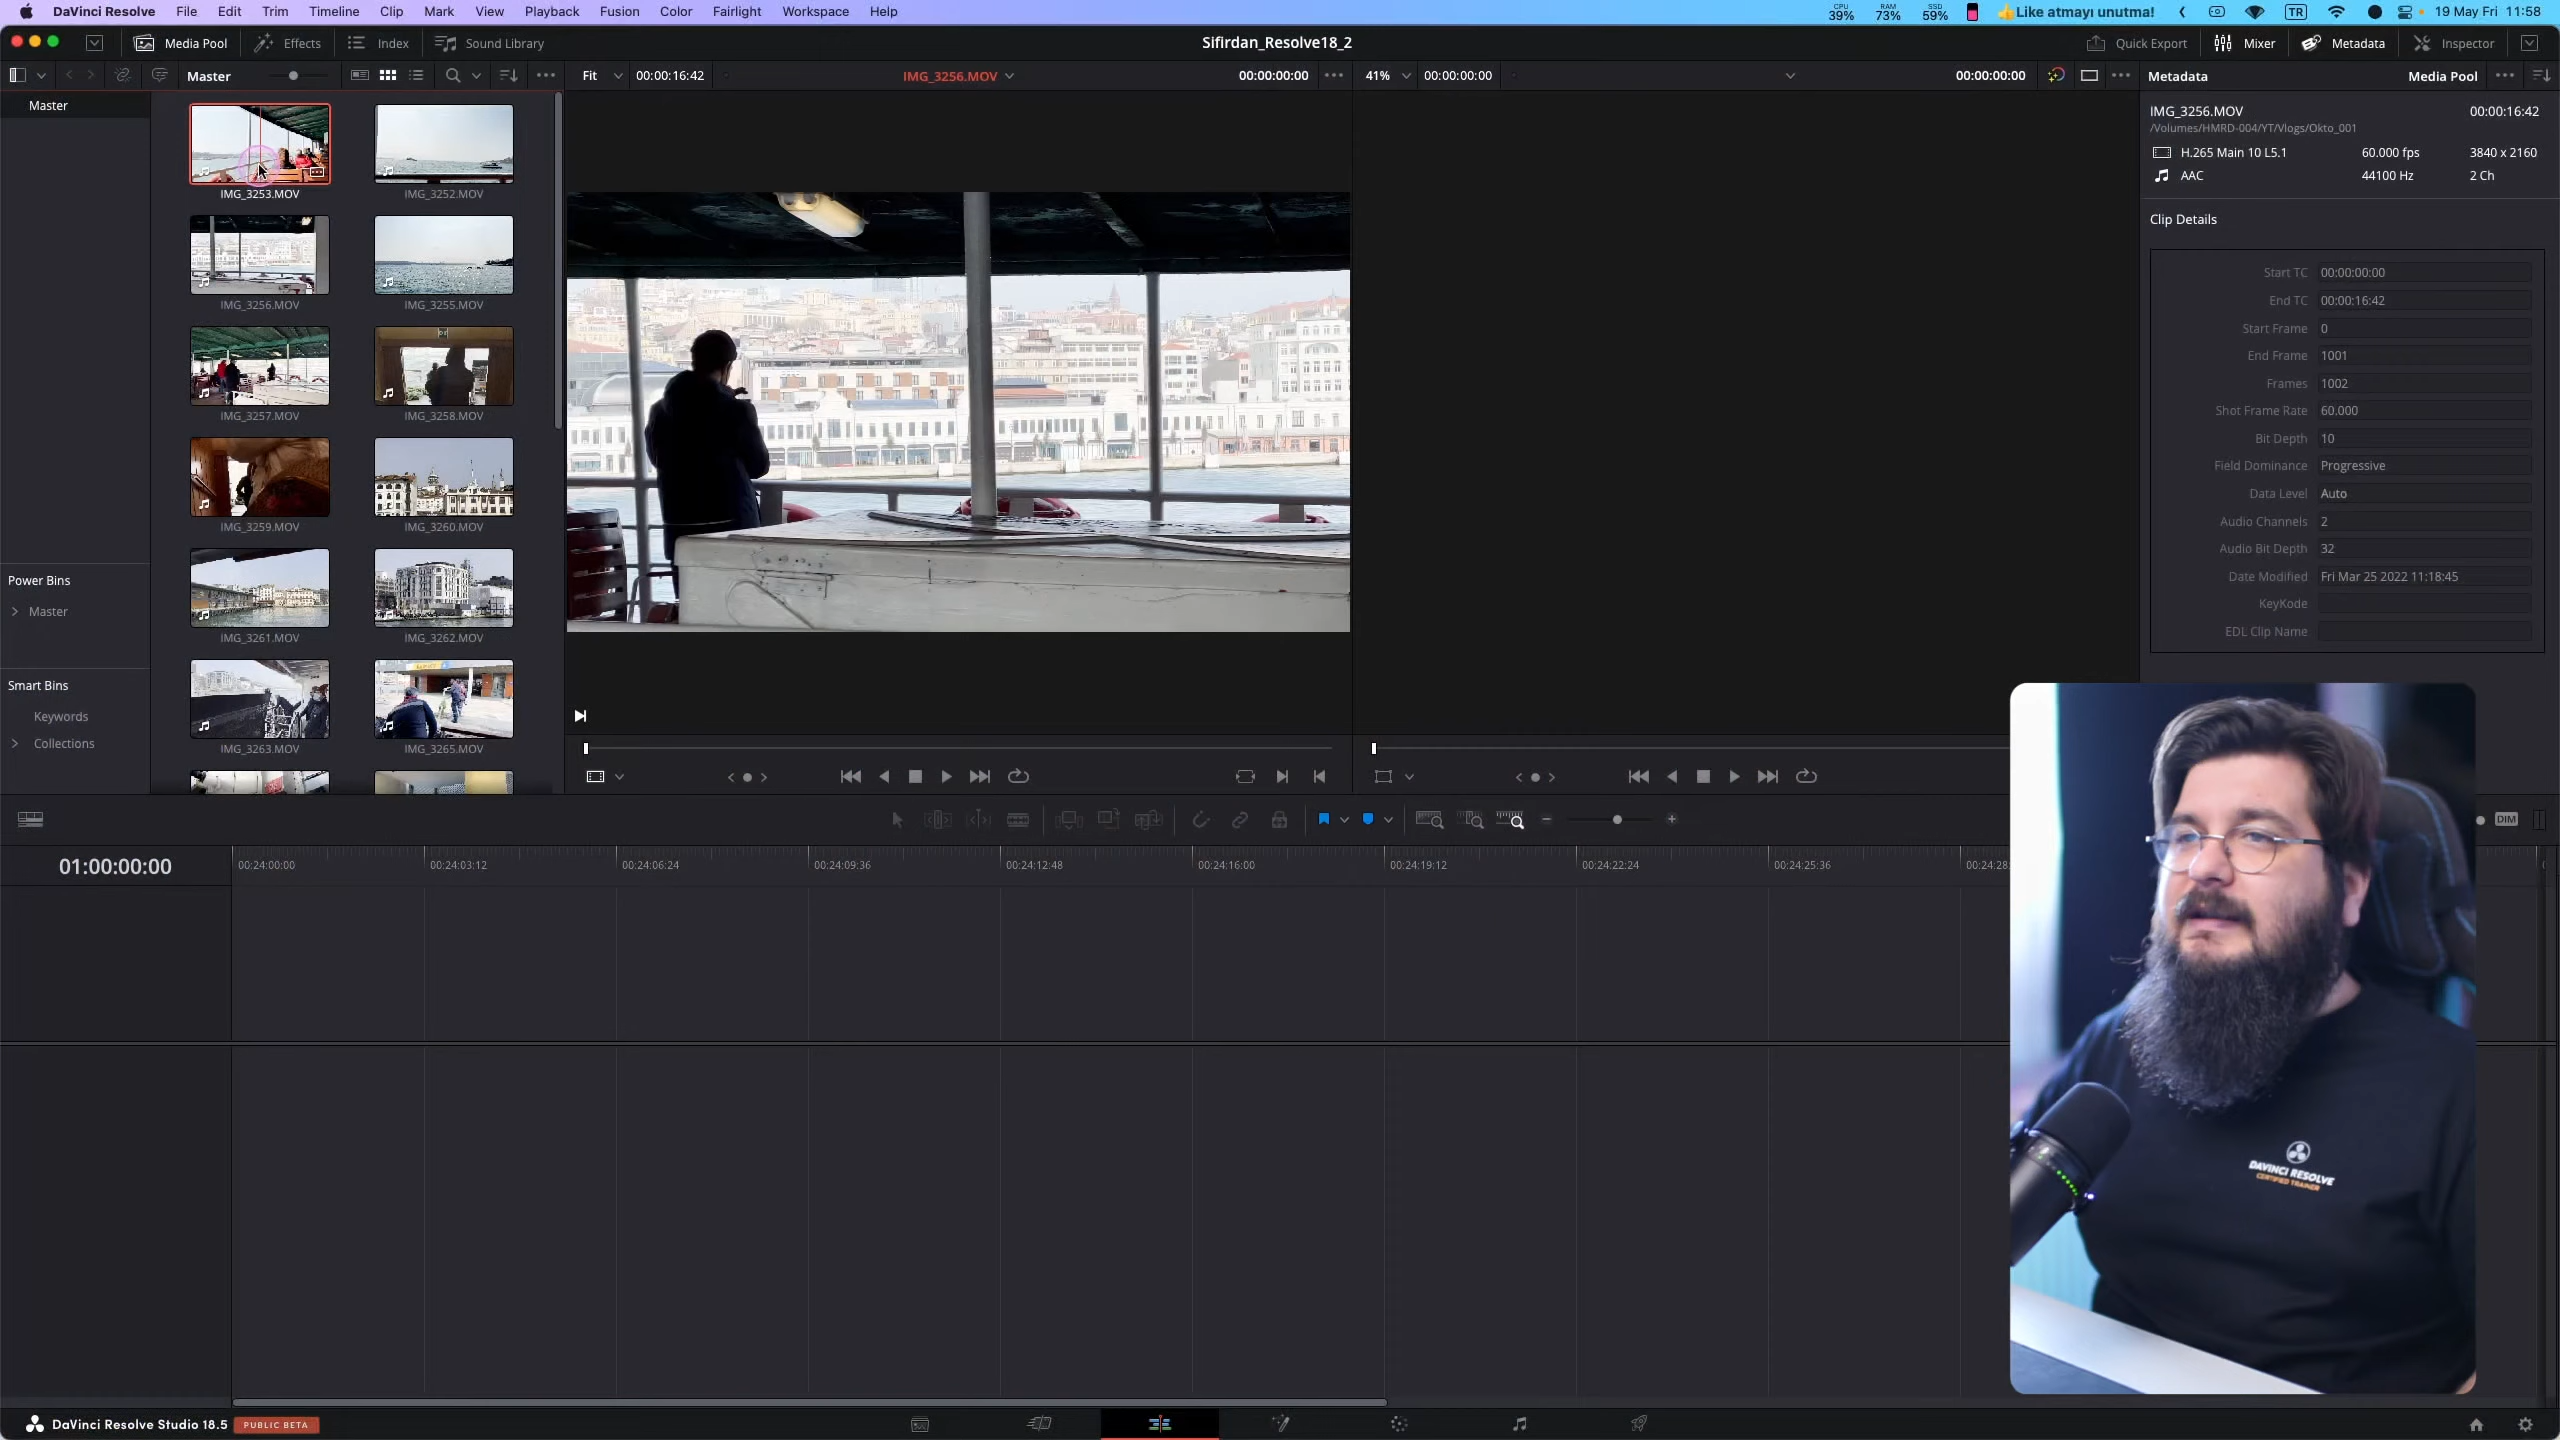 DaVinci Resolve File Edit Trim Timeline Clip Mark View Playback Fusion Color Fairlight Workspace Help
CPU 39% RAM 73% SSD 59% 👍Like atmayı unutma! TR 19 May Fri 11:58
Media Pool Effects Index Sound Library Sifirdan_Resolve18_2 Quick Export Mixer Metadata Inspector
Master Fit 00:00:16:42 IMG_3256.MOV 00:00:00:00 41% 00:00:00:00 00:00:00:00 Metadata Media Pool
Master
IMG_3253.MOV IMG_3252.MOV
IMG_3256.MOV IMG_3255.MOV
IMG_3257.MOV IMG_3258.MOV
IMG_3259.MOV IMG_3260.MOV
IMG_3261.MOV IMG_3262.MOV
IMG_3263.MOV IMG_3265.MOV
Power Bins
Master
Smart Bins
Keywords
Collections
IMG_3256.MOV 00:00:16:42
/Volumes/HMRD-004/YT/Vlogs/Okto_001
H.265 Main 10 L5.1 60.000 fps 3840 x 2160
AAC 44100 Hz 2 Ch
Clip Details
Start TC 00:00:00:00
End TC 00:00:16:42
Start Frame 0
End Frame 1001
Frames 1002
Shot Frame Rate 60.000
Bit Depth 10
Field Dominance Progressive
Data Level Auto
Audio Channels 2
Audio Bit Depth 32
Date Modified Fri Mar 25 2022 11:18:45
KeyKode
EDL Clip Name
DIM
01:00:00:00 00:24:00:00 00:24:03:12 00:24:06:24 00:24:09:36 00:24:12:48 00:24:16:00 00:24:19:12 00:24:22:24 00:24:25:36 00:24:28:
DAVINCI RESOLVE
CERTIFIED TRAINER
DaVinci Resolve Studio 18.5 PUBLIC BETA